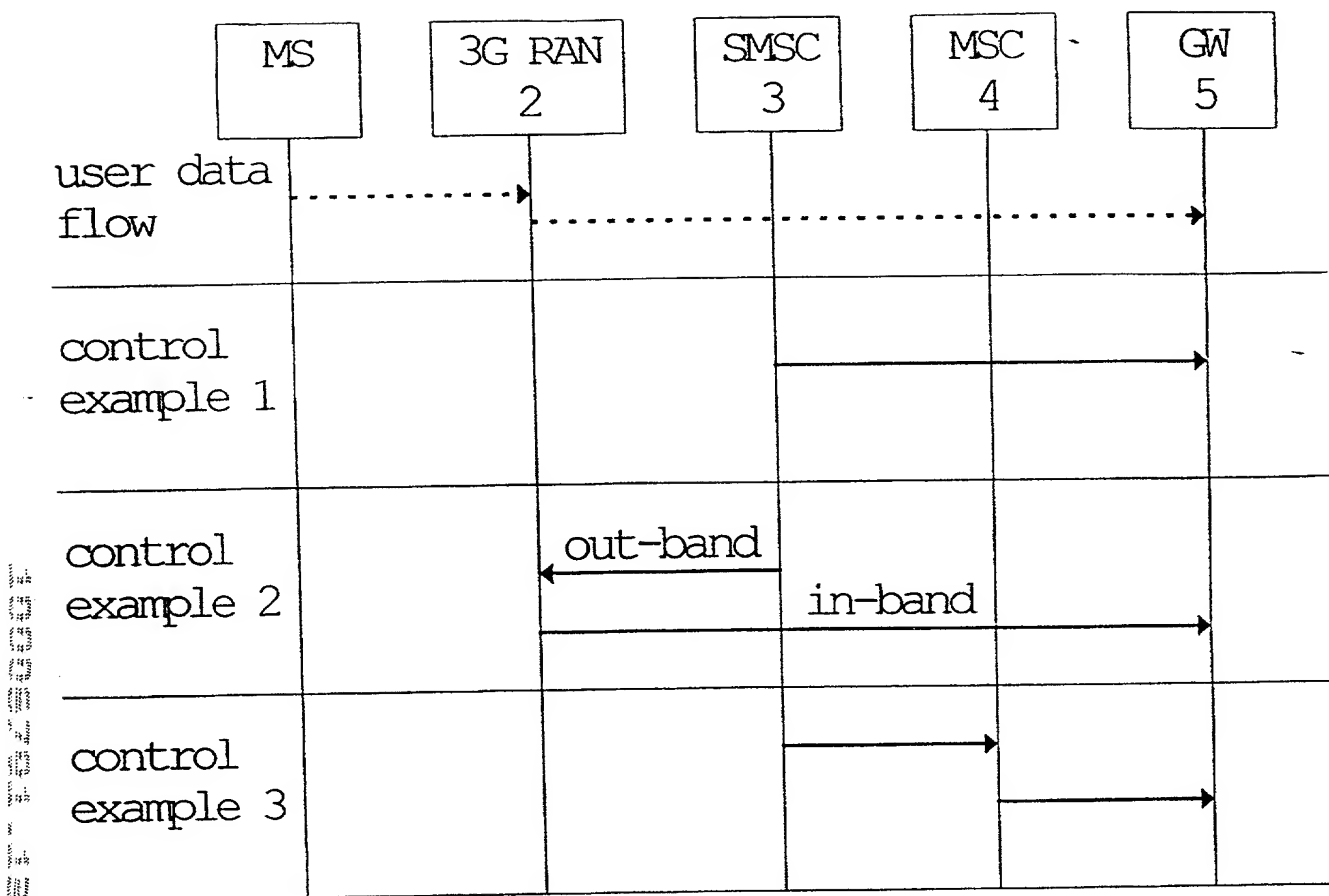 MS
3G RAN
2
SMSC
3
MSC
4
GW
5
user data
flow
control
example 1
control
example 2
out-band
in-band
control
example 3